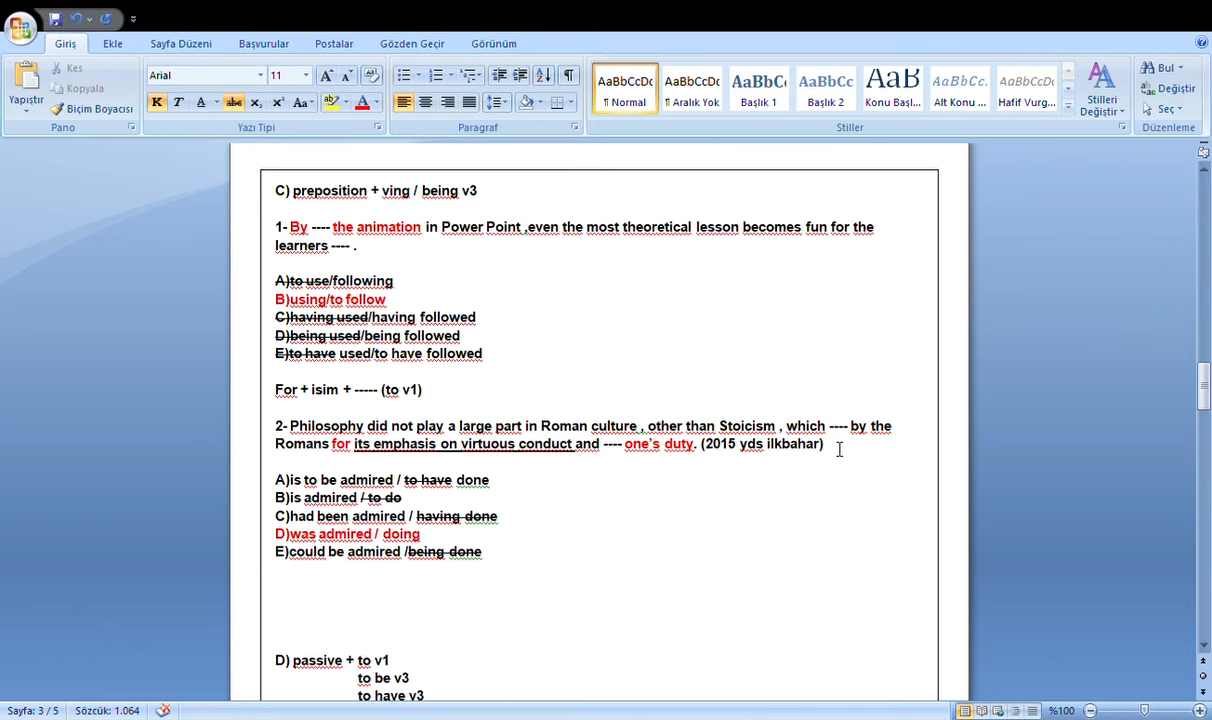 Giriş Ekle Sayfa Düzeni Başvurular Postalar Gözden Geçir Görünüm
Yapıştır
Kes
Kopyala
Biçim Boyacısı
Pano
Arial 11
K T A abc x₂ x² Aa
Yazı Tipi
Paragraf
AaBbCcDc AaBbCcDc AaBbC AaBbCc AaB AaBbCc. AaBbCcDc
¶ Normal ¶ Aralık Yok Başlık 1 Başlık 2 Konu Başl... Alt Konu ... Hafif Vurg...
Stilleri
Değiştir
Stiller
Bul
Değiştir
Seç
Düzenleme
C) preposition + ving / being v3
1- By ---- the animation in Power Point ,even the most theoretical lesson becomes fun for the
learners ---- .
A)to use/following
B)using/to follow
C)having used/having followed
D)being used/being followed
E)to have used/to have followed
For + isim + ----- (to v1)
2- Philosophy did not play a large part in Roman culture , other than Stoicism , which ---- by the
Romans for its emphasis on virtuous conduct and ---- one's duty. (2015 yds ilkbahar)
A)is to be admired / to have done
B)is admired / to do
C)had been admired / having done
D)was admired / doing
E)could be admired /being done
D) passive + to v1
to be v3
to have v3
Sayfa: 3 / 5 Sözcük: 1.064 %100